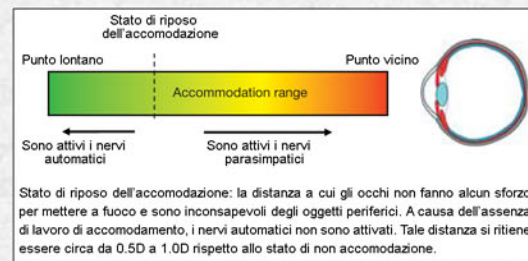 Stato di riposo
dell'accomodazione
Punto lontano
Punto vicino
Accommodation range
Sono attivi i nervi
automatici
Sono attivi i nervi
parasimpatici
Stato di riposo dell'accomodazione: la distanza a cui gli occhi non fanno alcun sforzo
per mettere a fuoco e sono inconsapevoli degli oggetti periferici. A causa dell'assenza
di lavoro di accomodamento, i nervi automatici non sono attivati. Tale distanza si ritiene
essere circa da 0.5D a 1.0D rispetto allo stato di non accomodazione.